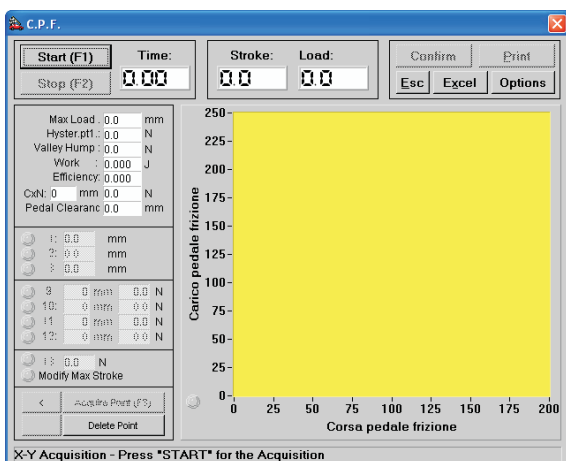 C.P.F.
Start (F1) Time: Stroke: Load: Confirm Print
Stop (F2) 0.00 0.0 0.0 Esc Excel Options
Max Load . 0.0 mm
Hyster.pt1.: 0.0 N
Valley Hump : 0.0 N
Work : 0.000 J
Efficiency: 0.000
CxN: 0 mm 0.0 N
Pedal Clearanc 0.0 mm
1: 0.0 mm
2: 0.0 mm
3: 0.0 mm
9 0 mm 0.0 N
10: 0 mm 0.0 N
11 0 mm 0.0 N
12: 0 mm 0.0 N
13: 0.0 N
Modify Max Stroke
< Acquire Point (F3)
Delete Point
Carico pedale frizione
250
225
200
175
150
125
100
75
50
25
0
0 25 50 75 100 125 150 175 200
Corsa pedale frizione
X-Y Acquisition - Press "START" for the Acquisition